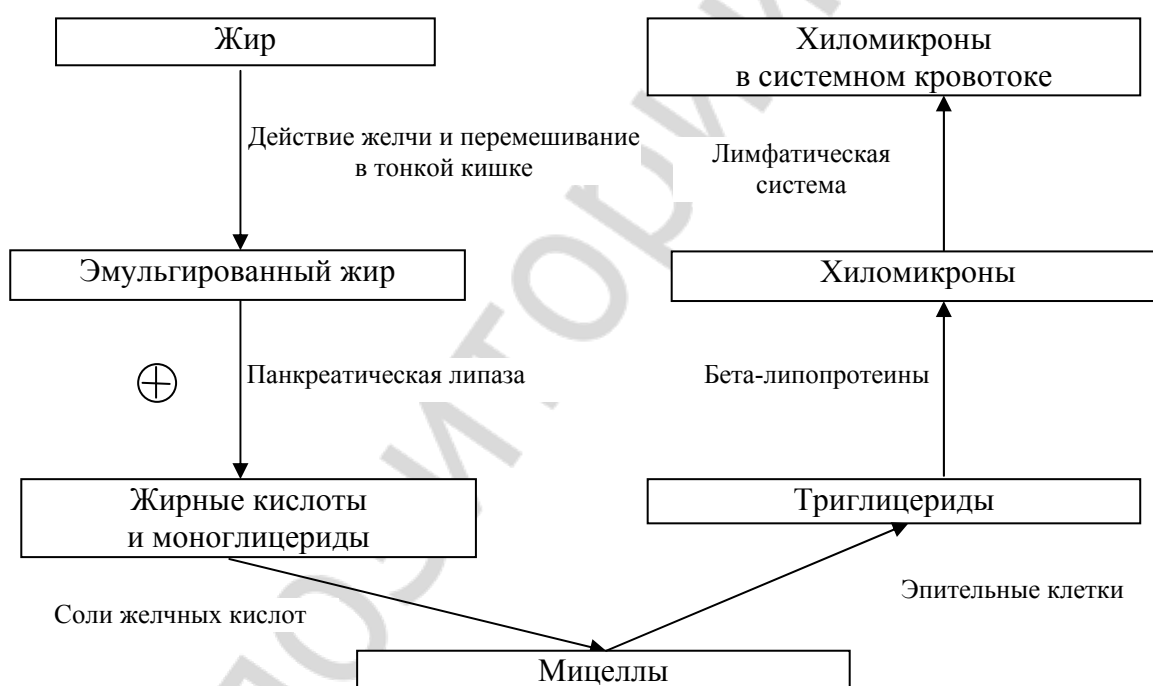 Жир
Действие желчи и перемешивание
в тонкой кишке
Эмульгированный жир
Панкреатическая липаза
Жирные кислоты
и моноглицериды
Соли желчных кислот
Мицеллы
Эпительные клетки
Триглицериды
Бета-липопротеины
Хиломикроны
Лимфатическая
система
Хиломикроны
в системном кровотоке